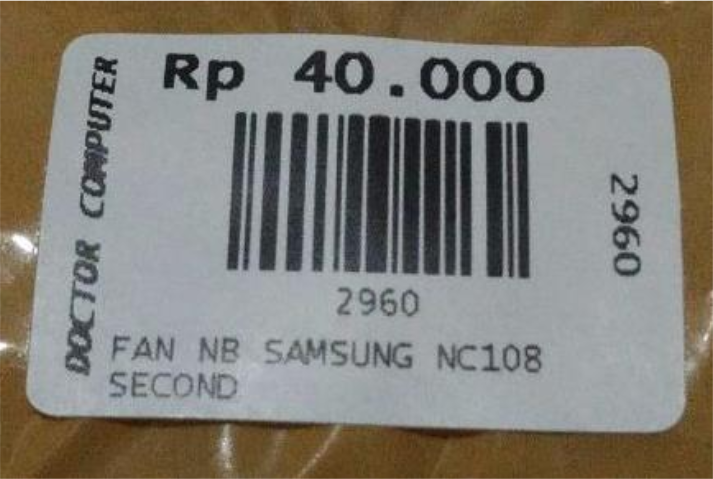 Rp 40.000
DOCTOR COMPUTER
2960
2960
FAN NB SAMSUNG NC108
SECOND